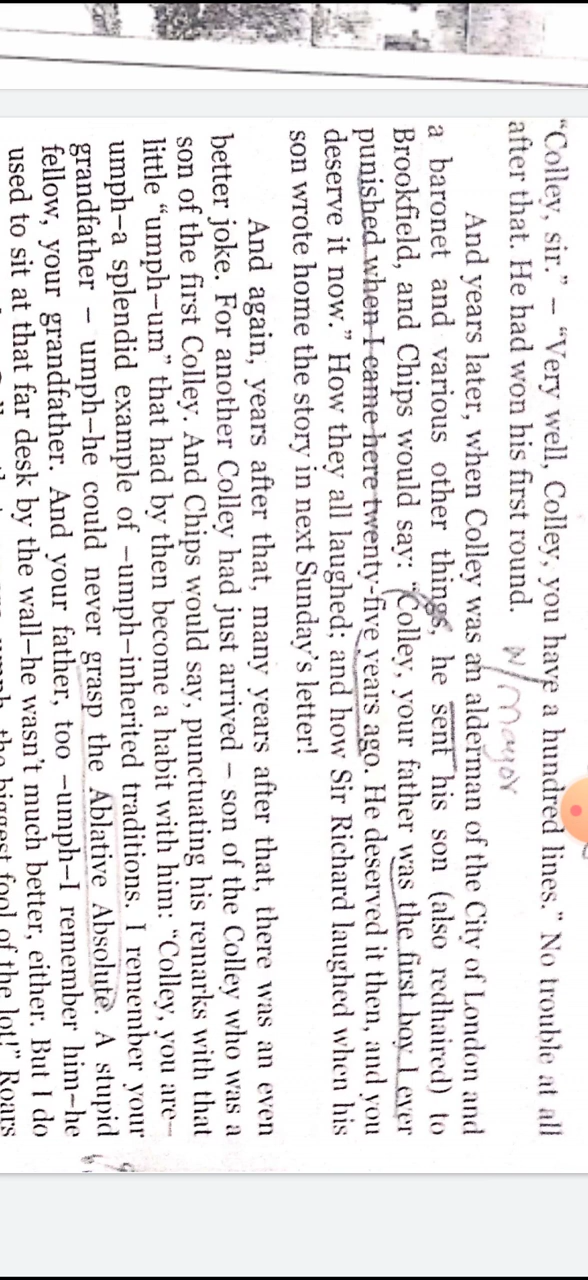 “Colley, sir.” – “Very well, Colley, you have a hundred lines.” No trouble at all
after that. He had won his first round.
w/mayor
And years later, when Colley was an alderman of the City of London and
a baronet and various other things, he sent his son (also redhaired) to
Brookfield, and Chips would say: “Colley, your father was the first boy I ever
punished when I came here twenty-five years ago. He deserved it then, and you
deserve it now.” How they all laughed; and how Sir Richard laughed when his
son wrote home the story in next Sunday’s letter!
And again, years after that, many years after that, there was an even
better joke. For another Colley had just arrived – son of the Colley who was a
son of the first Colley. And Chips would say, punctuating his remarks with that
little “umph–um” that had by then become a habit with him: “Colley, you are–
umph–a splendid example of –umph–inherited traditions. I remember your
grandfather – umph–he could never grasp the Ablative Absolute. A stupid
fellow, your grandfather. And your father, too –umph–I remember him–he
used to sit at that far desk by the wall–he wasn’t much better, either. But I do
the biggest fool of the lot!” Roars